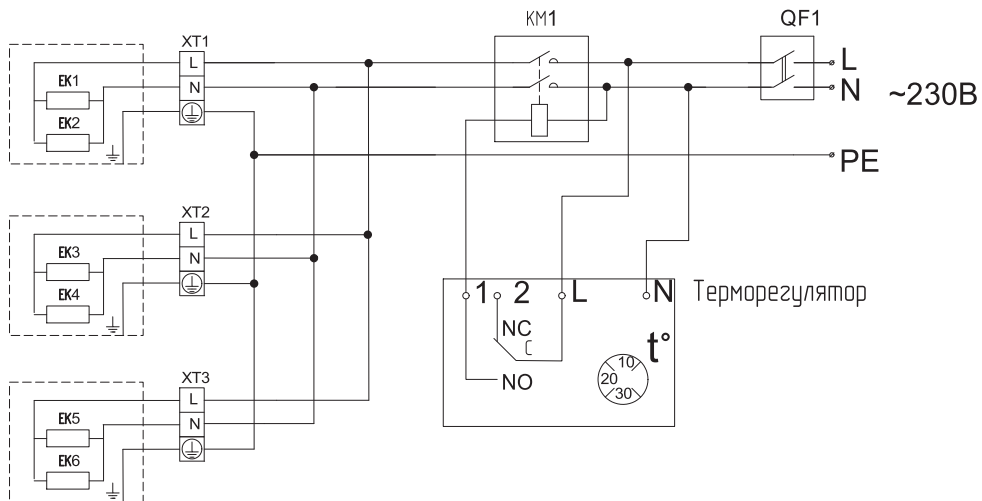 KM1
QF1
XT1
L
N
EK1
EK2
L
N
~230В
PE
XT2
L
N
EK3
EK4
1
2
L
N
Терморегулятор
NC
C
NO
t°
10
20
30
XT3
L
N
EK5
EK6